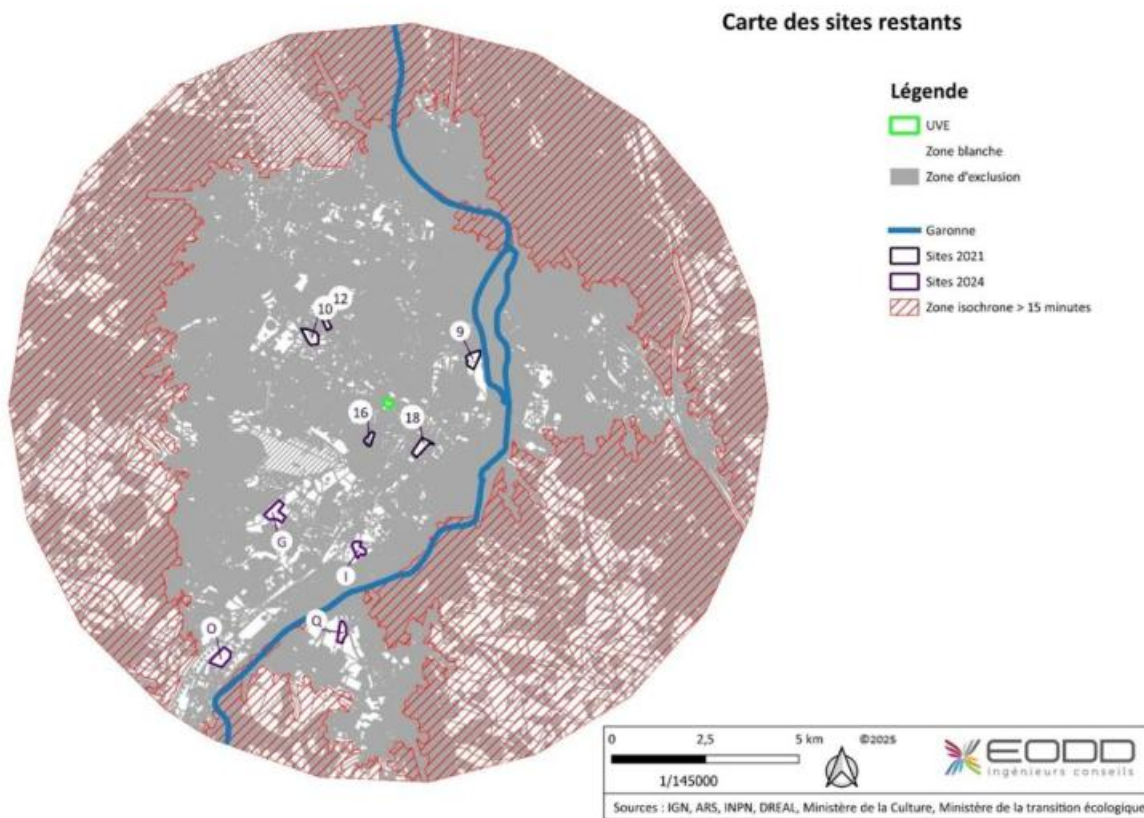 Carte des sites restants
Légende
UVE
Zone blanche
Zone d'exclusion
Garonne
Sites 2021
Sites 2024
Zone isochrone > 15 minutes
12
10
9
16
18
G
I
Q
O
0 2,5 5 km ©2025
1/145000
EODD
ingénieurs conseils
Sources : IGN, ARS, INPN, DREAL, Ministère de la Culture, Ministère de la transition écologique